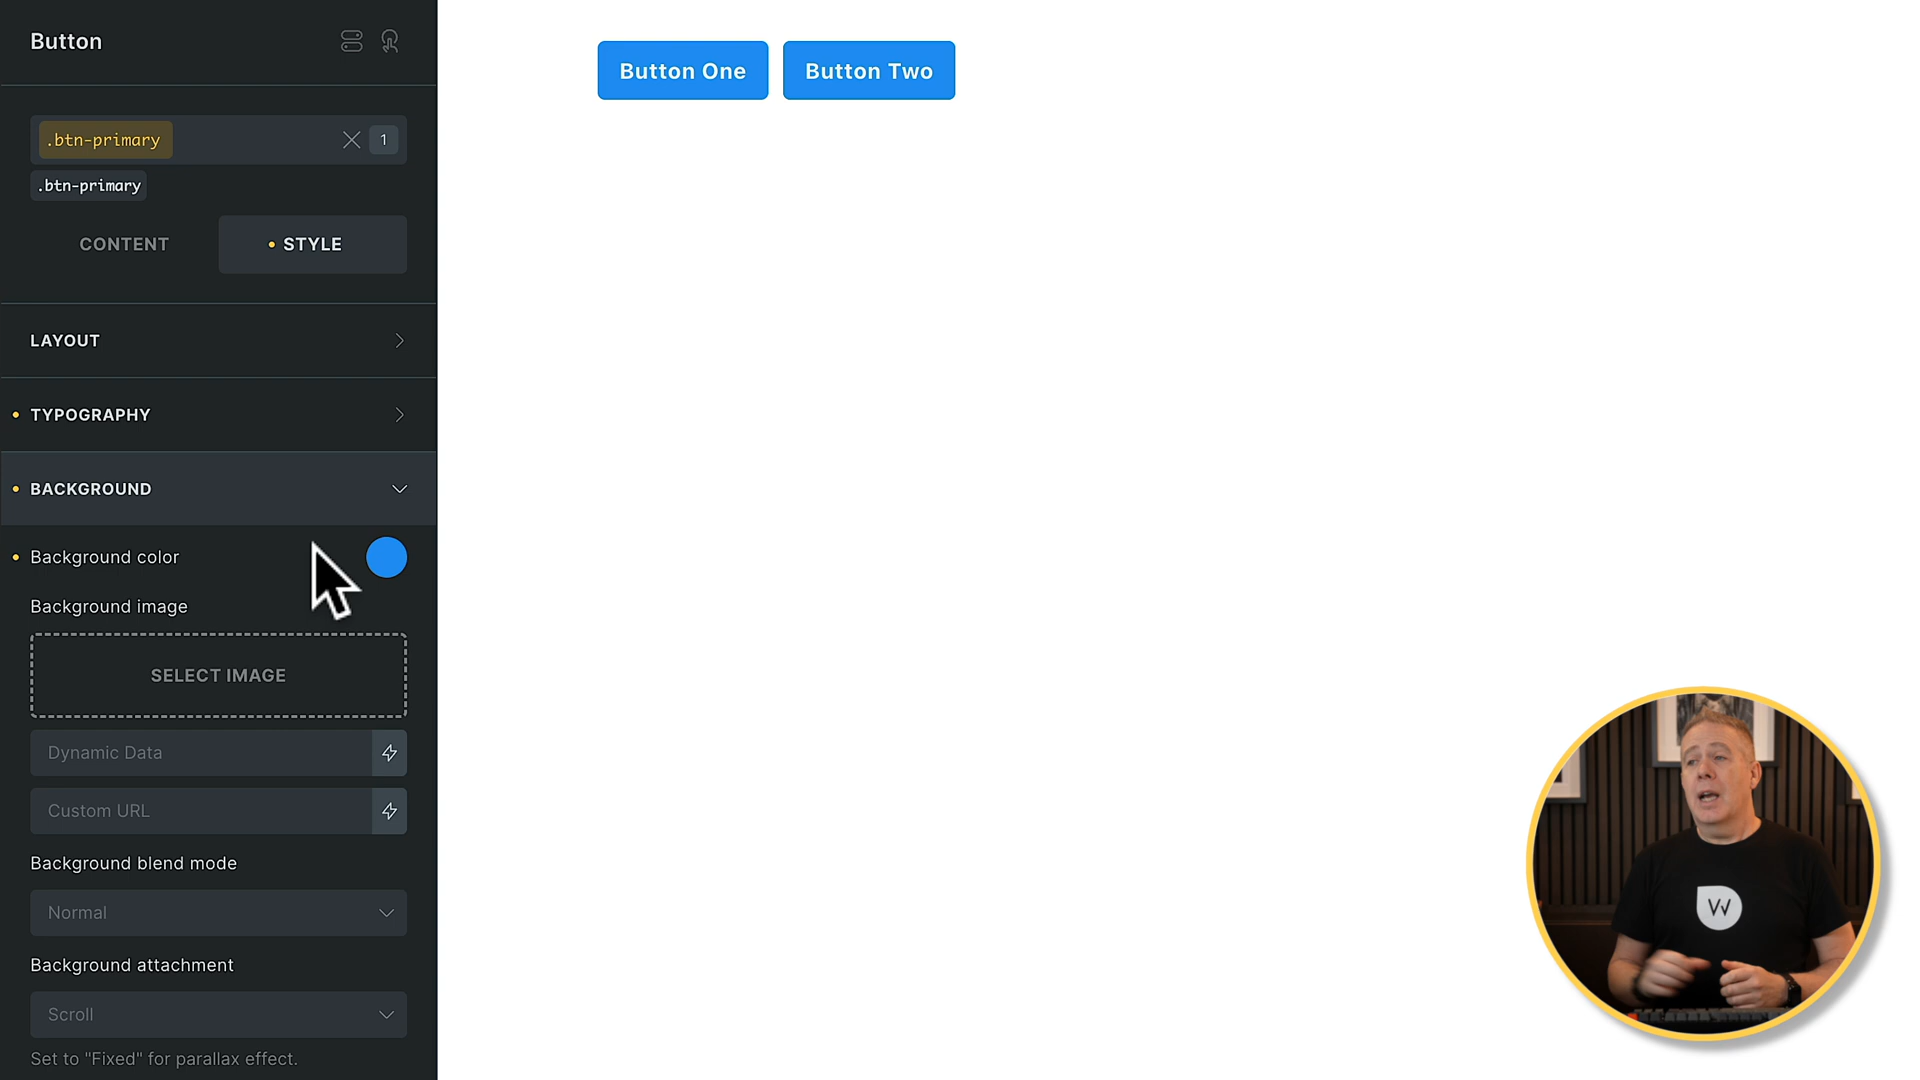 Button
.btn-primary
1
.btn-primary
CONTENT
STYLE
LAYOUT
TYPOGRAPHY
BACKGROUND
Background color
Background image
SELECT IMAGE
Dynamic Data
Custom URL
Background blend mode
Normal
Background attachment
Scroll
Set to "Fixed" for parallax effect.
Button One
Button Two
W